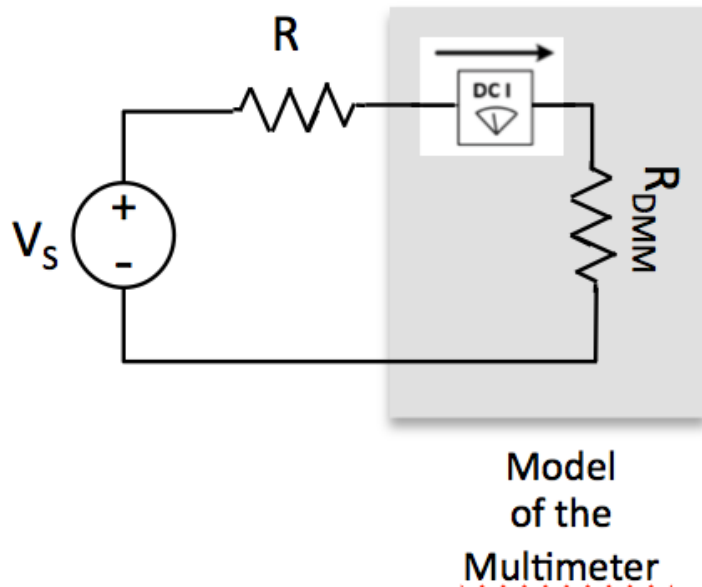 R
DC I
R_DMM
+
V_S
-
Model
of the
Multimeter